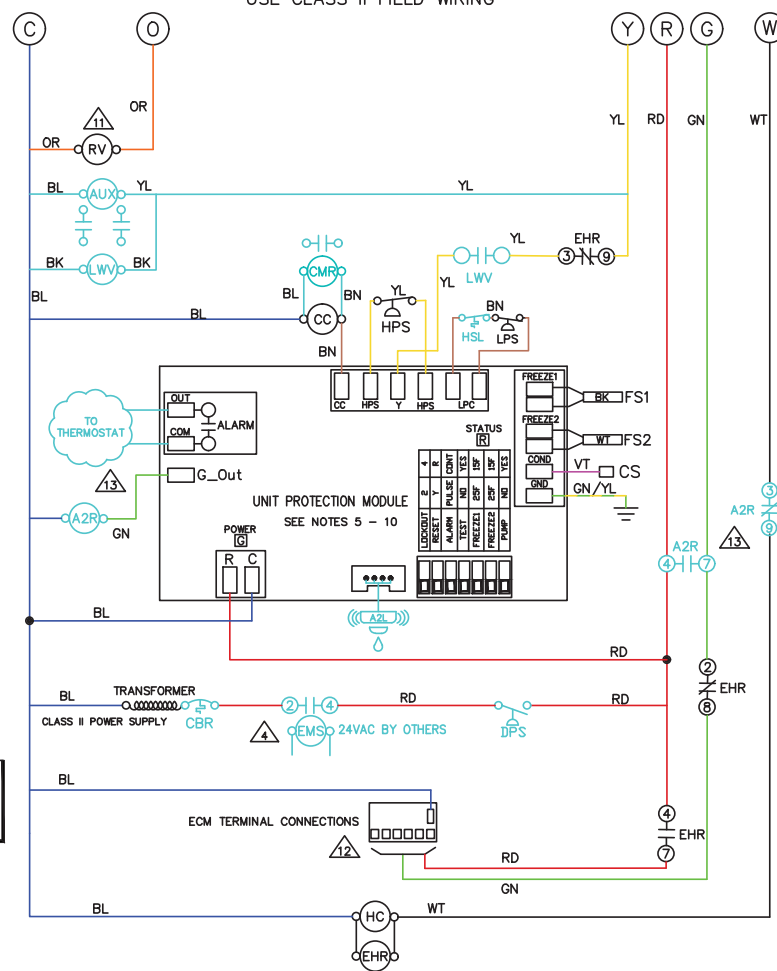 USE CLASS II FIELD WIRING
C O Y R G W
OR
11
OR RV
YL RD GN WT
BL AUX YL YL
BK LWV BK
BL
CMR
BL BN
BL CC
BN
YL
HPS
YL
LWV
YL
EHR
3 9
BN
HSL LPS
CC HPS Y HPS LPC
OUT
COM
ALARM
TO
THERMOSTAT
13
G_Out
A2R
GN
UNIT PROTECTION MODULE
SEE NOTES 5 - 10
STATUS
R
LOCKOUT 2 4
RESET Y R
ALARM PULSE CONT
TEST NO YES
FREEZE1 25F 15F
FREEZE2 25F 15F
PUMP NO YES
FREEZE1
BK FS1
FREEZE2
WT FS2
COND
VT CS
GND
GN/YL
POWER
G
R C
A2L
BL
RD
3
A2R
9
13
A2R
4 7
2
EHR
8
BL TRANSFORMER
CLASS II POWER SUPPLY
CBR
2 4
RD
4
EMS 24VAC BY OTHERS
DPS
RD
BL
ECM TERMINAL CONNECTIONS
12
4
EHR
7
RD
GN
BL HC WT
EHR